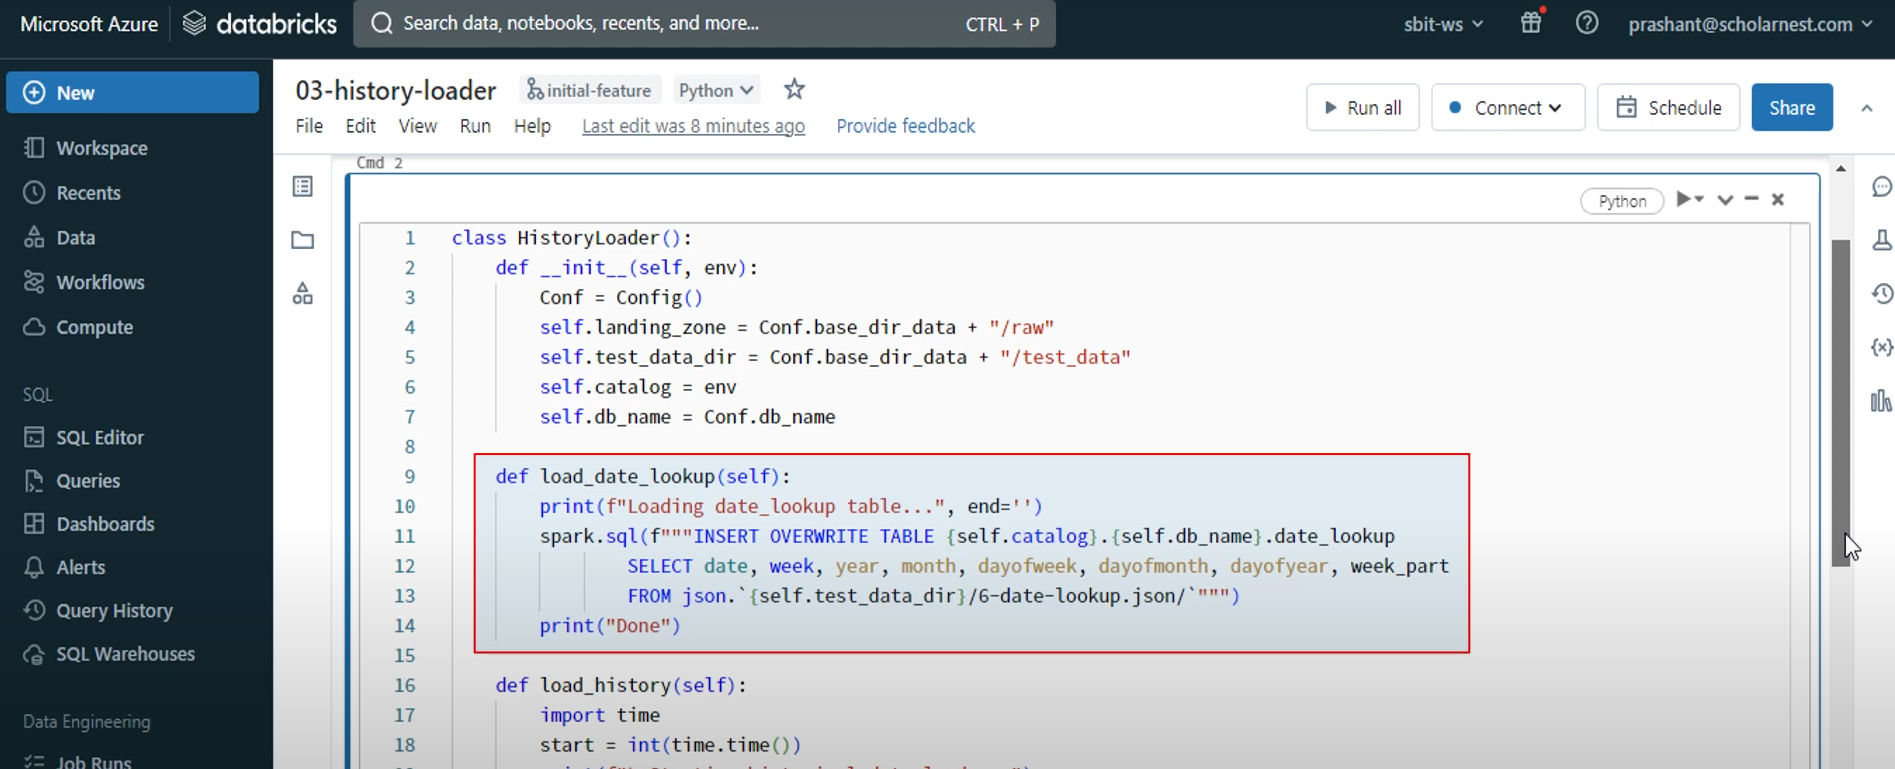 Microsoft Azure databricks Search data, notebooks, recents, and more... CTRL + P sbit-ws prashant@scholarnest.com
New
Workspace
Recents
Data
Workflows
Compute
SQL
SQL Editor
Queries
Dashboards
Alerts
Query History
SQL Warehouses
Data Engineering
Job Runs
03-history-loader initial-feature Python
Run all Connect Schedule Share
File Edit View Run Help Last edit was 8 minutes ago Provide feedback
Cmd 2
Python
1 class HistoryLoader():
2 def __init__(self, env):
3 Conf = Config()
4 self.landing_zone = Conf.base_dir_data + "/raw"
5 self.test_data_dir = Conf.base_dir_data + "/test_data"
6 self.catalog = env
7 self.db_name = Conf.db_name
8
9 def load_date_lookup(self):
10 print(f"Loading date_lookup table...", end='')
11 spark.sql(f"""INSERT OVERWRITE TABLE {self.catalog}.{self.db_name}.date_lookup
12 SELECT date, week, year, month, dayofweek, dayofmonth, dayofyear, week_part
13 FROM json.`{self.test_data_dir}/6-date-lookup.json/`""")
14 print("Done")
15
16 def load_history(self):
17 import time
18 start = int(time.time())